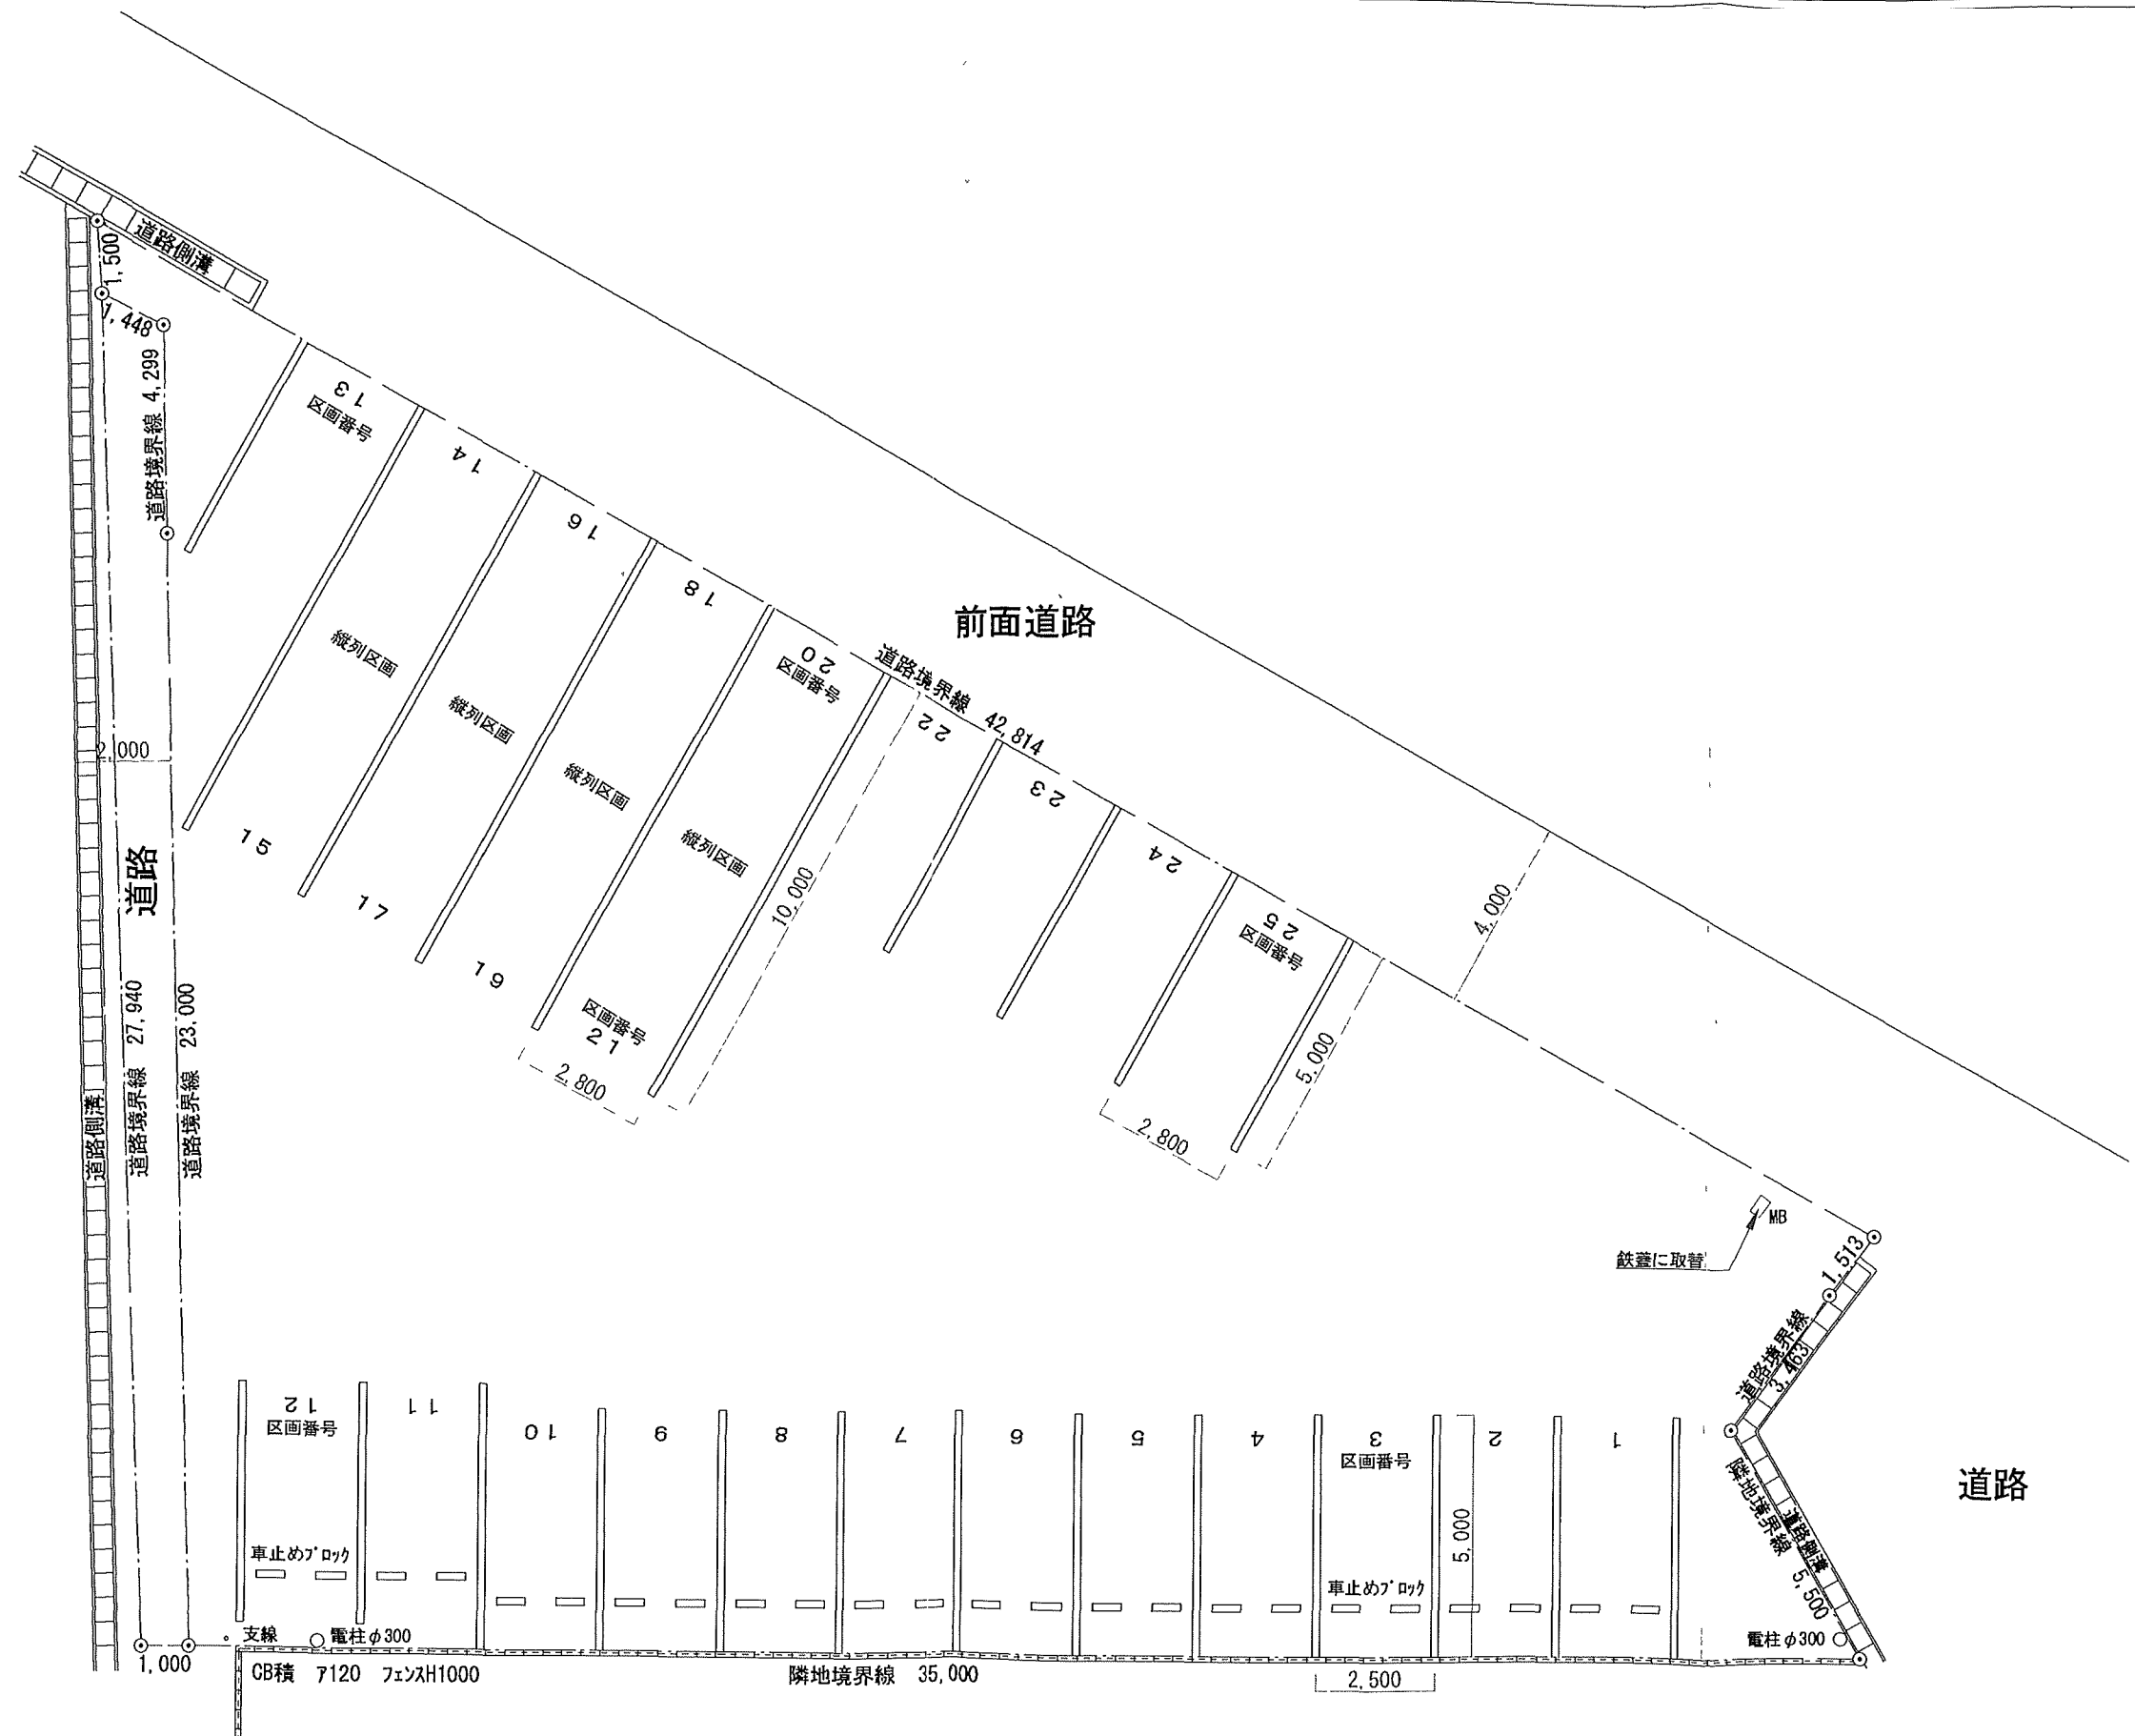 道路側溝
1,500
1,448
道路境界線 4,299
13
区画番号
14
16
18
20
区画番号
前面道路
道路境界線 42,814
22
23
24
25
区画番号
縦列区画
縦列区画
縦列区画
縦列区画
2,000
道路
15
17
19
区画番号
21
10,000
2,800
4,000
5,000
2,800
道路側溝
道路境界線 27,940
道路境界線 23,000
MB
鉄蓋に取替
1,513
道路境界線
3,463
12
区画番号
11
10
9
8
7
6
5
4
3
区画番号
2
1
道路
隣地境界線 5,500
道路側溝
5,000
車止めブロック
車止めブロック
支線
電柱φ300
電柱φ300
1,000
CB積 ア120 フェンスH1000
隣地境界線 35,000
2,500